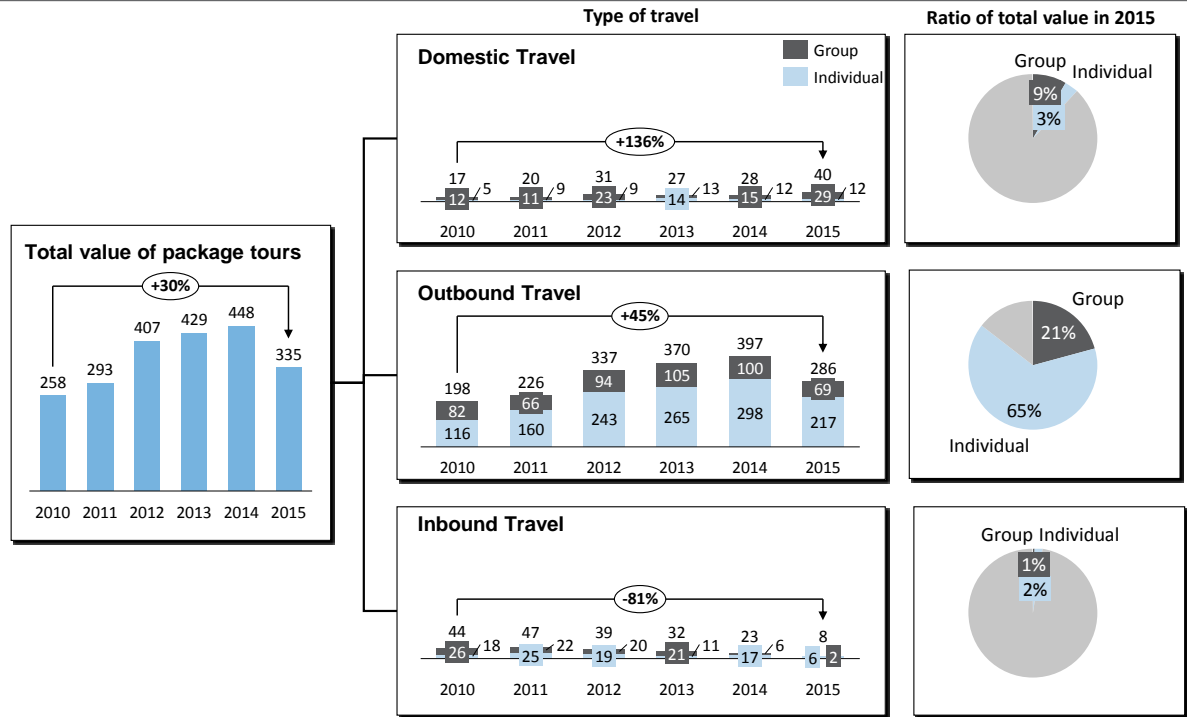 Type of travel
Ratio of total value in 2015
Total value of package tours
+30%
258 293 407 429 448 335
2010 2011 2012 2013 2014 2015
Domestic Travel
Group
Individual
+136%
17 20 31 27 28 40
12 5 11 9 23 9 14 13 15 12 29 12
2010 2011 2012 2013 2014 2015
Group Individual
9%
3%
Outbound Travel
+45%
198 226 337 370 397 286
82 66 94 105 100 69
116 160 243 265 298 217
2010 2011 2012 2013 2014 2015
Group
21%
65%
Individual
Inbound Travel
-81%
44 47 39 32 23 8
26 18 25 22 19 20 21 11 17 6 6 2
2010 2011 2012 2013 2014 2015
Group Individual
1%
2%